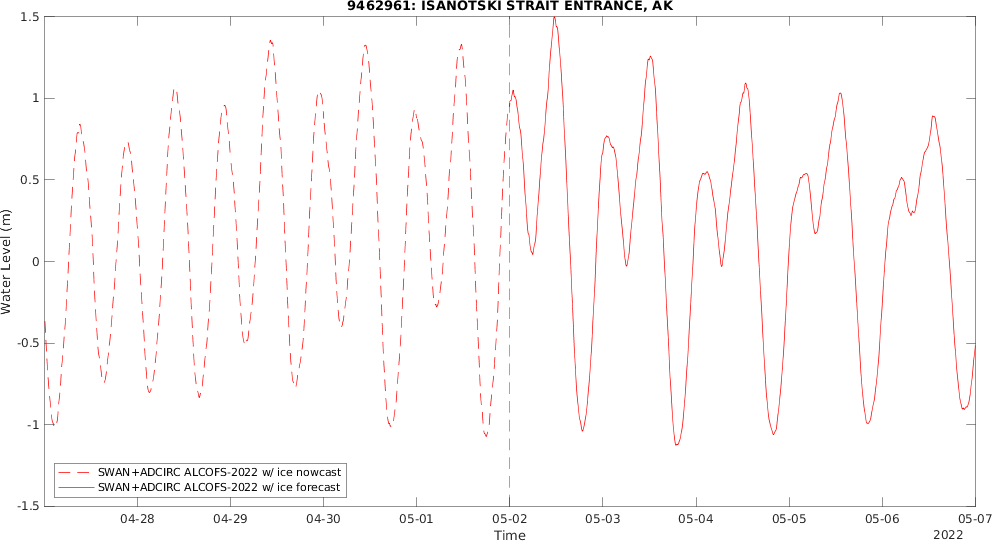 9462961: ISANOTSKI STRAIT ENTRANCE, AK
1.5
1
0.5
0
-0.5
-1
-1.5
Water Level (m)
SWAN+ADCIRC ALCOFS-2022 w/ ice nowcast
SWAN+ADCIRC ALCOFS-2022 w/ ice forecast
04-28 04-29 04-30 05-01 05-02 05-03 05-04 05-05 05-06 05-07
Time
2022